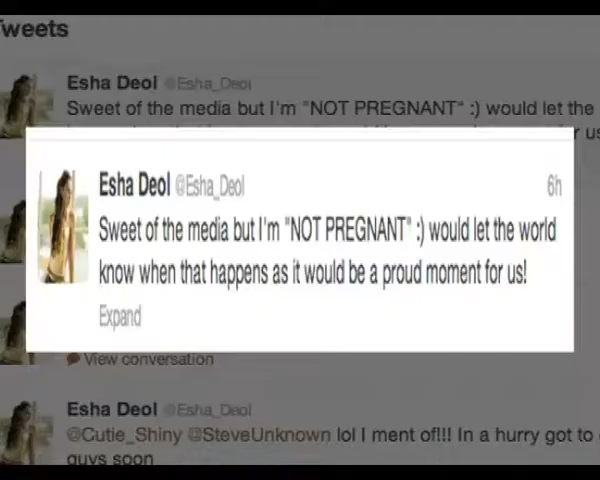 Tweets
Esha Deol @Esha_Deol
Sweet of the media but I'm "NOT PREGNANT" :) would let the
r us
Esha Deol @Esha_Deol 6h
Sweet of the media but I'm "NOT PREGNANT" :) would let the world
know when that happens as it would be a proud moment for us!
Expand
View conversation
Esha Deol @Esha_Deol
@Cutie_Shiny @SteveUnknown lol I ment of!!! In a hurry got to
guys soon